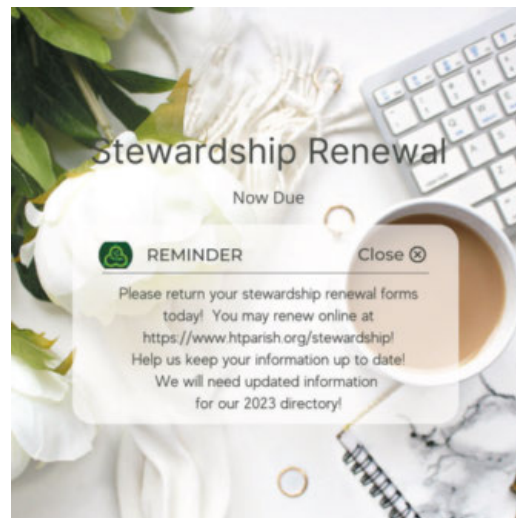 Stewardship Renewal
Now Due
REMINDER Close
Please return your stewardship renewal forms
today! You may renew online at
https://www.htparish.org/stewardship!
Help us keep your information up to date!
We will need updated information
for our 2023 directory!